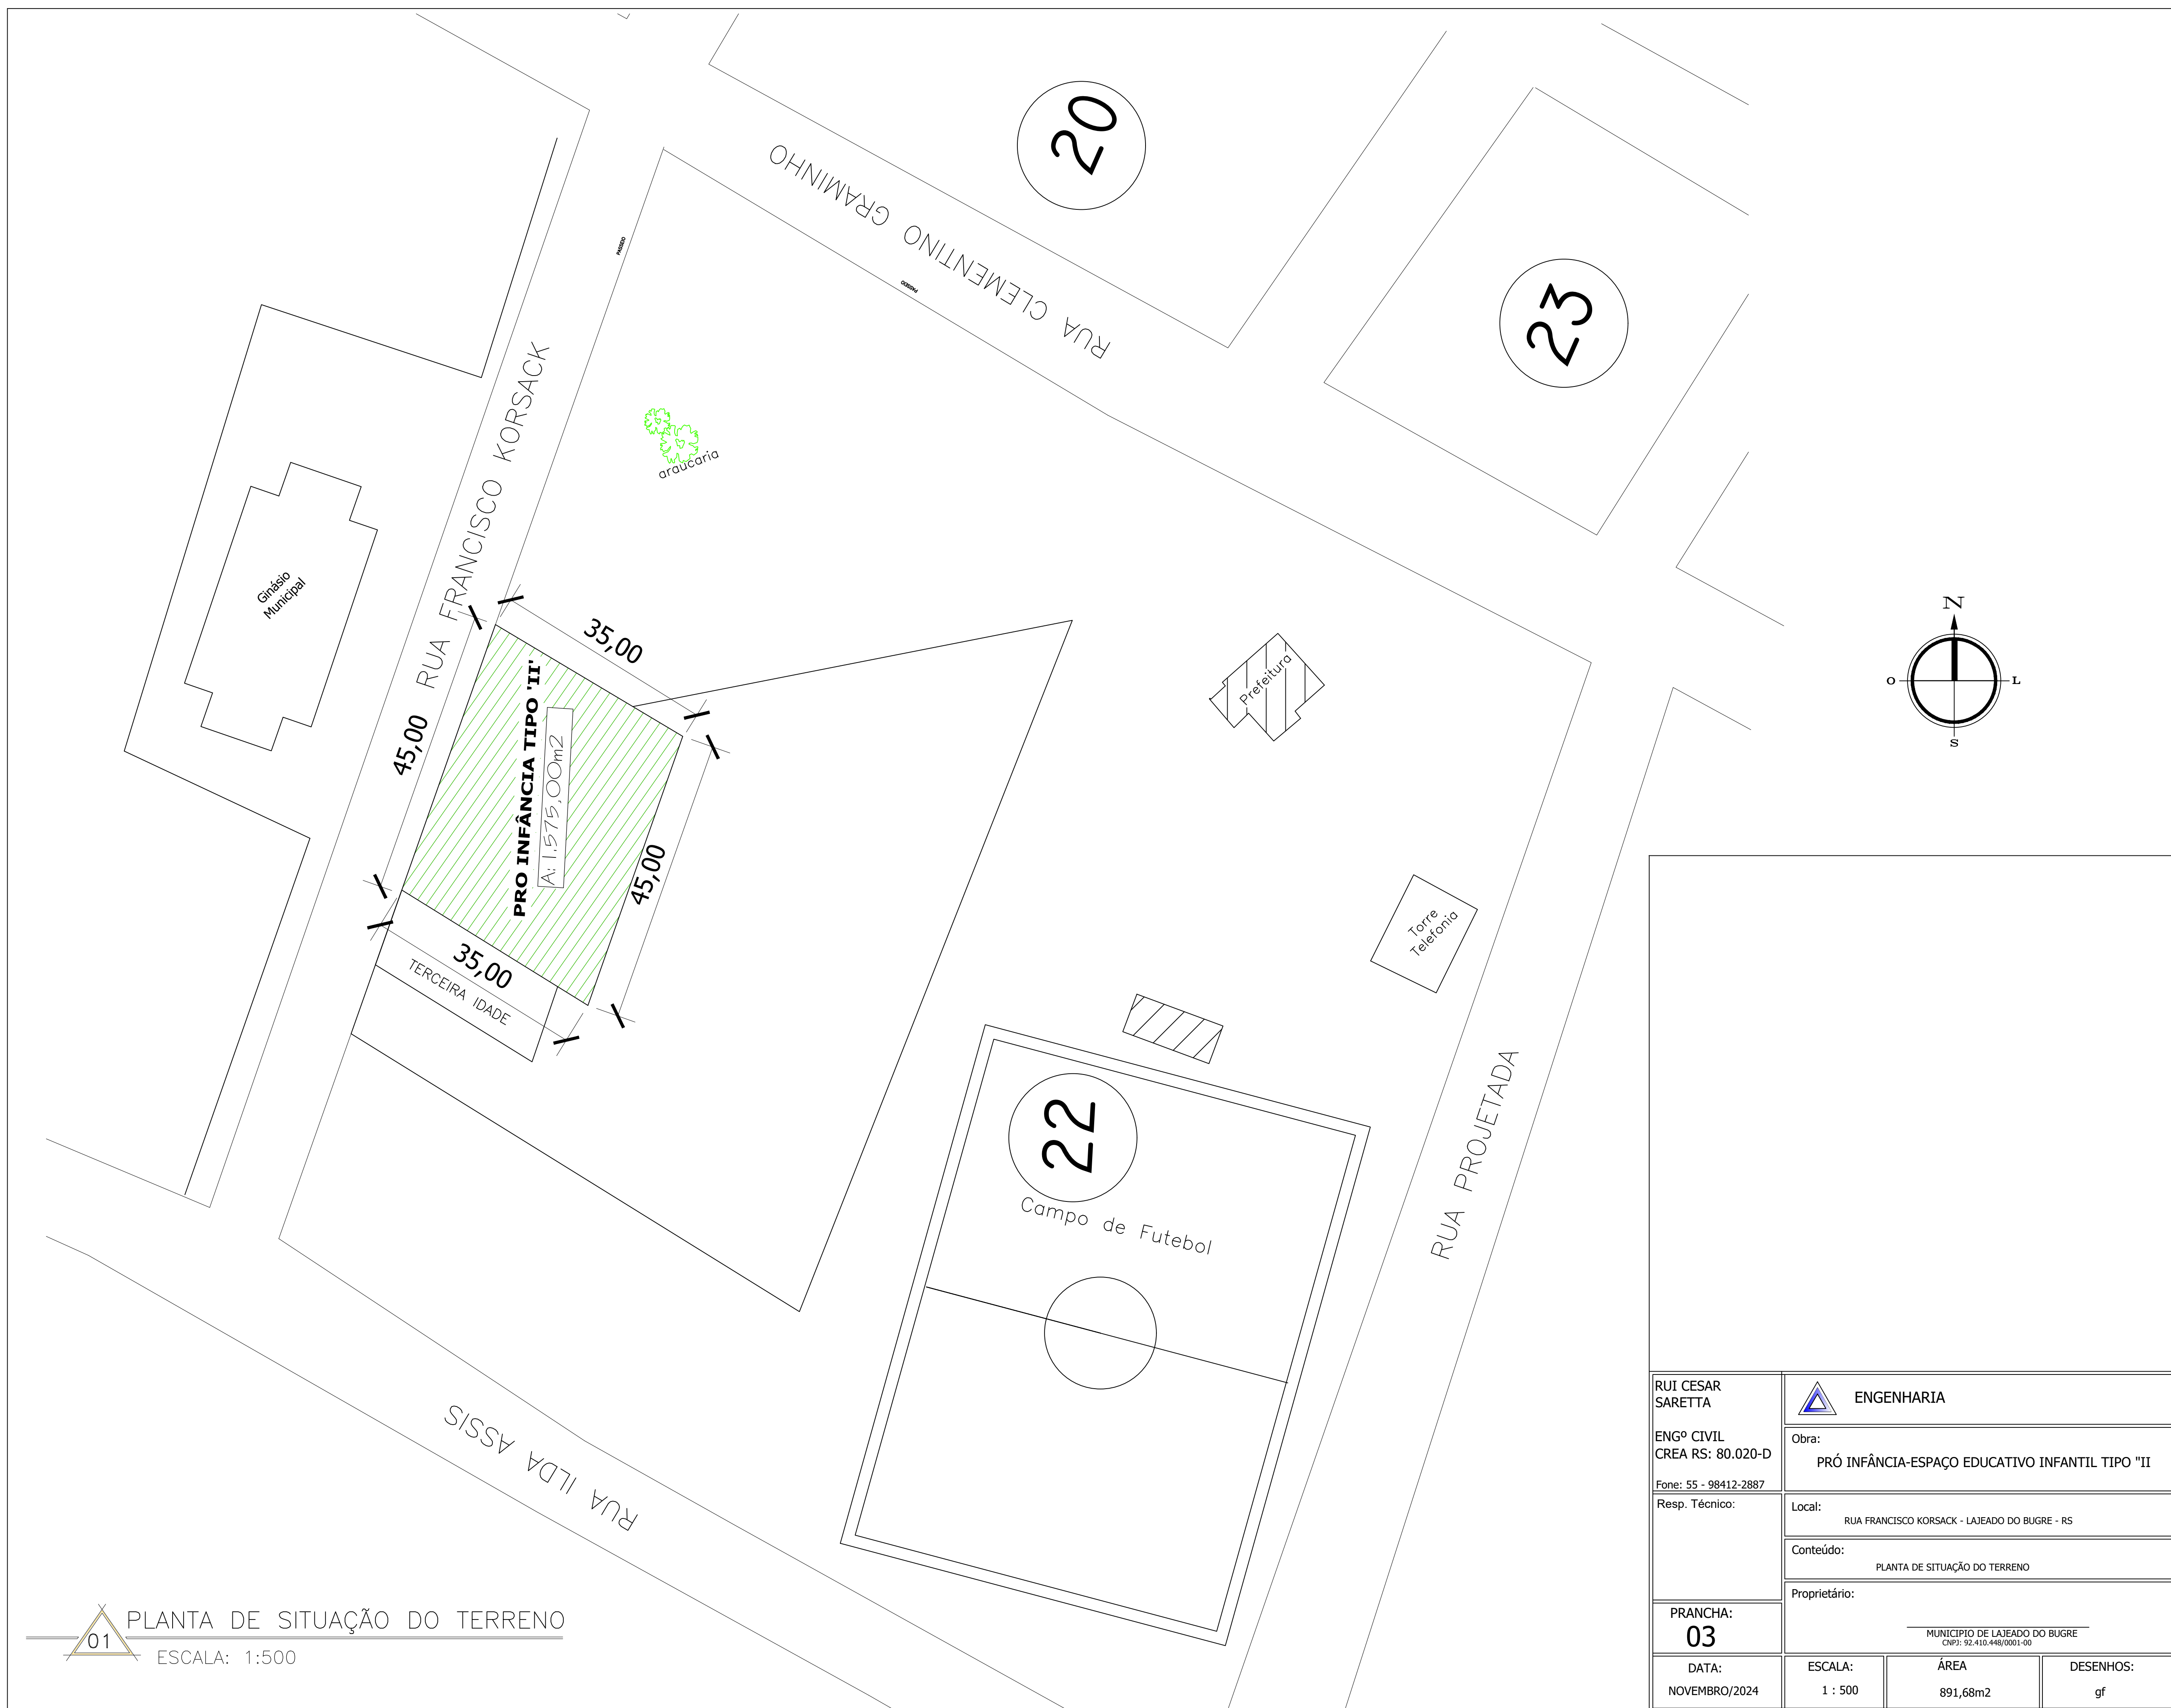 20
RUA CLEMENTINO GRAMINHO
PASSEIO
PASSEIO
23
RUA FRANCISCO KORSACK
araucaria
Ginásio
Municipal
35,00
45,00
PRO INFÂNCIA TIPO 'II'
A: 1.575,00m2
45,00
35,00
TERCEIRA IDADE
Prefeitura
N
O
L
S
Torre
Telefonia
22
Campo de Futebol
RUA PROJETADA
RUA ILDA ASSIS
01
PLANTA DE SITUAÇÃO DO TERRENO
ESCALA: 1:500
RUI CESAR
SARETTA
ENGº CIVIL
CREA RS: 80.020-D
Fone: 55 - 98412-2887
Resp. Técnico:
PRANCHA:
03
DATA:
NOVEMBRO/2024
ENGENHARIA
Obra:
PRÓ INFÂNCIA-ESPAÇO EDUCATIVO INFANTIL TIPO "II
Local:
RUA FRANCISCO KORSACK - LAJEADO DO BUGRE - RS
Conteúdo:
PLANTA DE SITUAÇÃO DO TERRENO
Proprietário:
MUNICIPIO DE LAJEADO DO BUGRE
CNPJ: 92.410.448/0001-00
ESCALA:
1 : 500
ÁREA
891,68m2
DESENHOS:
gf